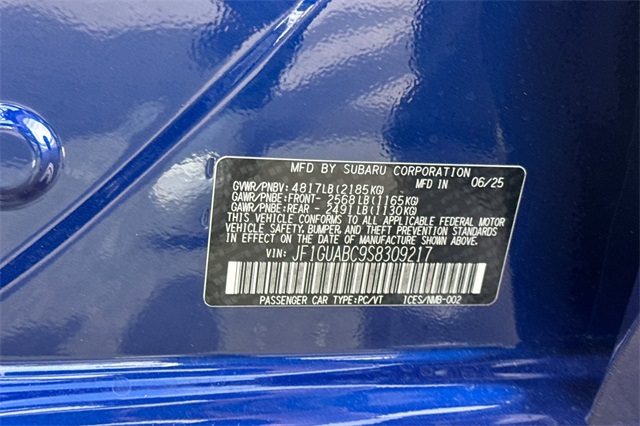 MFD BY SUBARU CORPORATION
GVWR/PNBV: 4817LB(2185KG) MFD IN 06/25
GAWR/PNBE:FRONT- 2568LB(1165KG)
GAWR/PNBE:REAR - 2491LB(1130KG)
THIS VEHICLE CONFORMS TO ALL APPLICABLE FEDERAL MOTOR
VEHICLE SAFETY, BUMPER AND THEFT PREVENTION STANDARDS
IN EFFECT ON THE DATE OF MANUFACTURE SHOWN ABOVE.
VIN: JF1GUABC9S8309217
PASSENGER CAR TYPE:PC/VT ICES/NMB-002